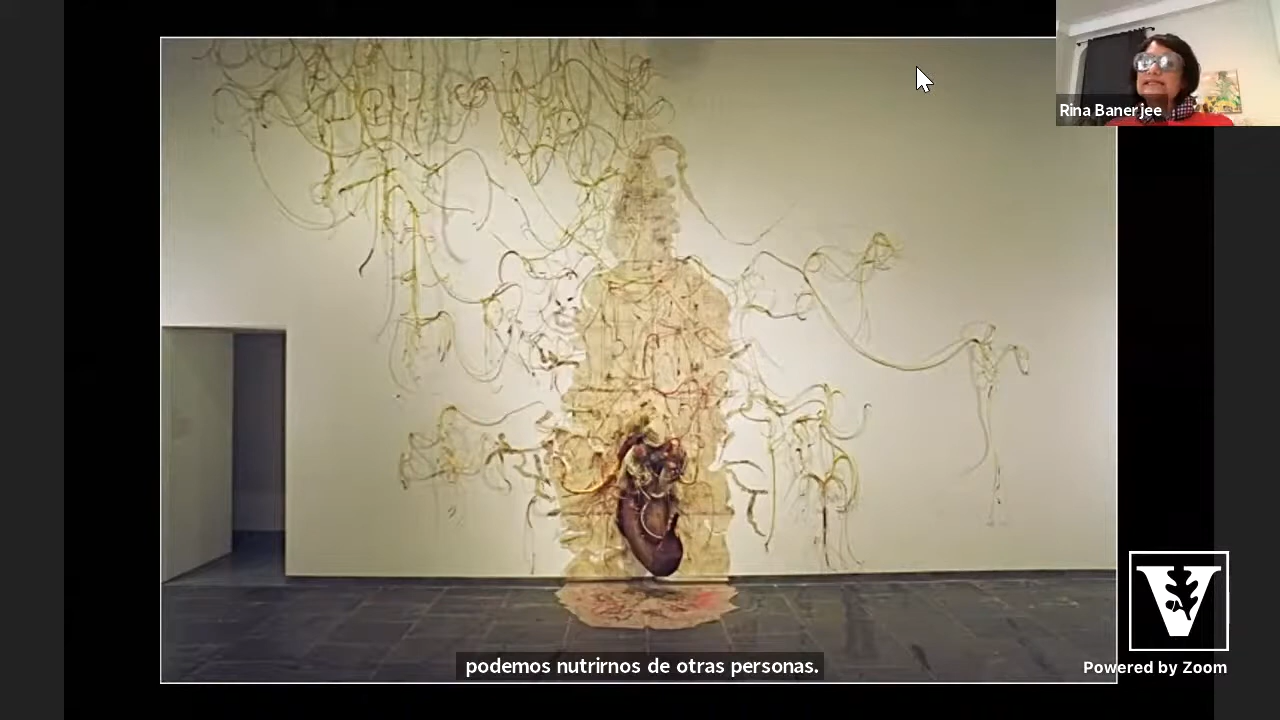 Rina Banerjee
podemos nutrirnos de otras personas.
V
Powered by Zoom